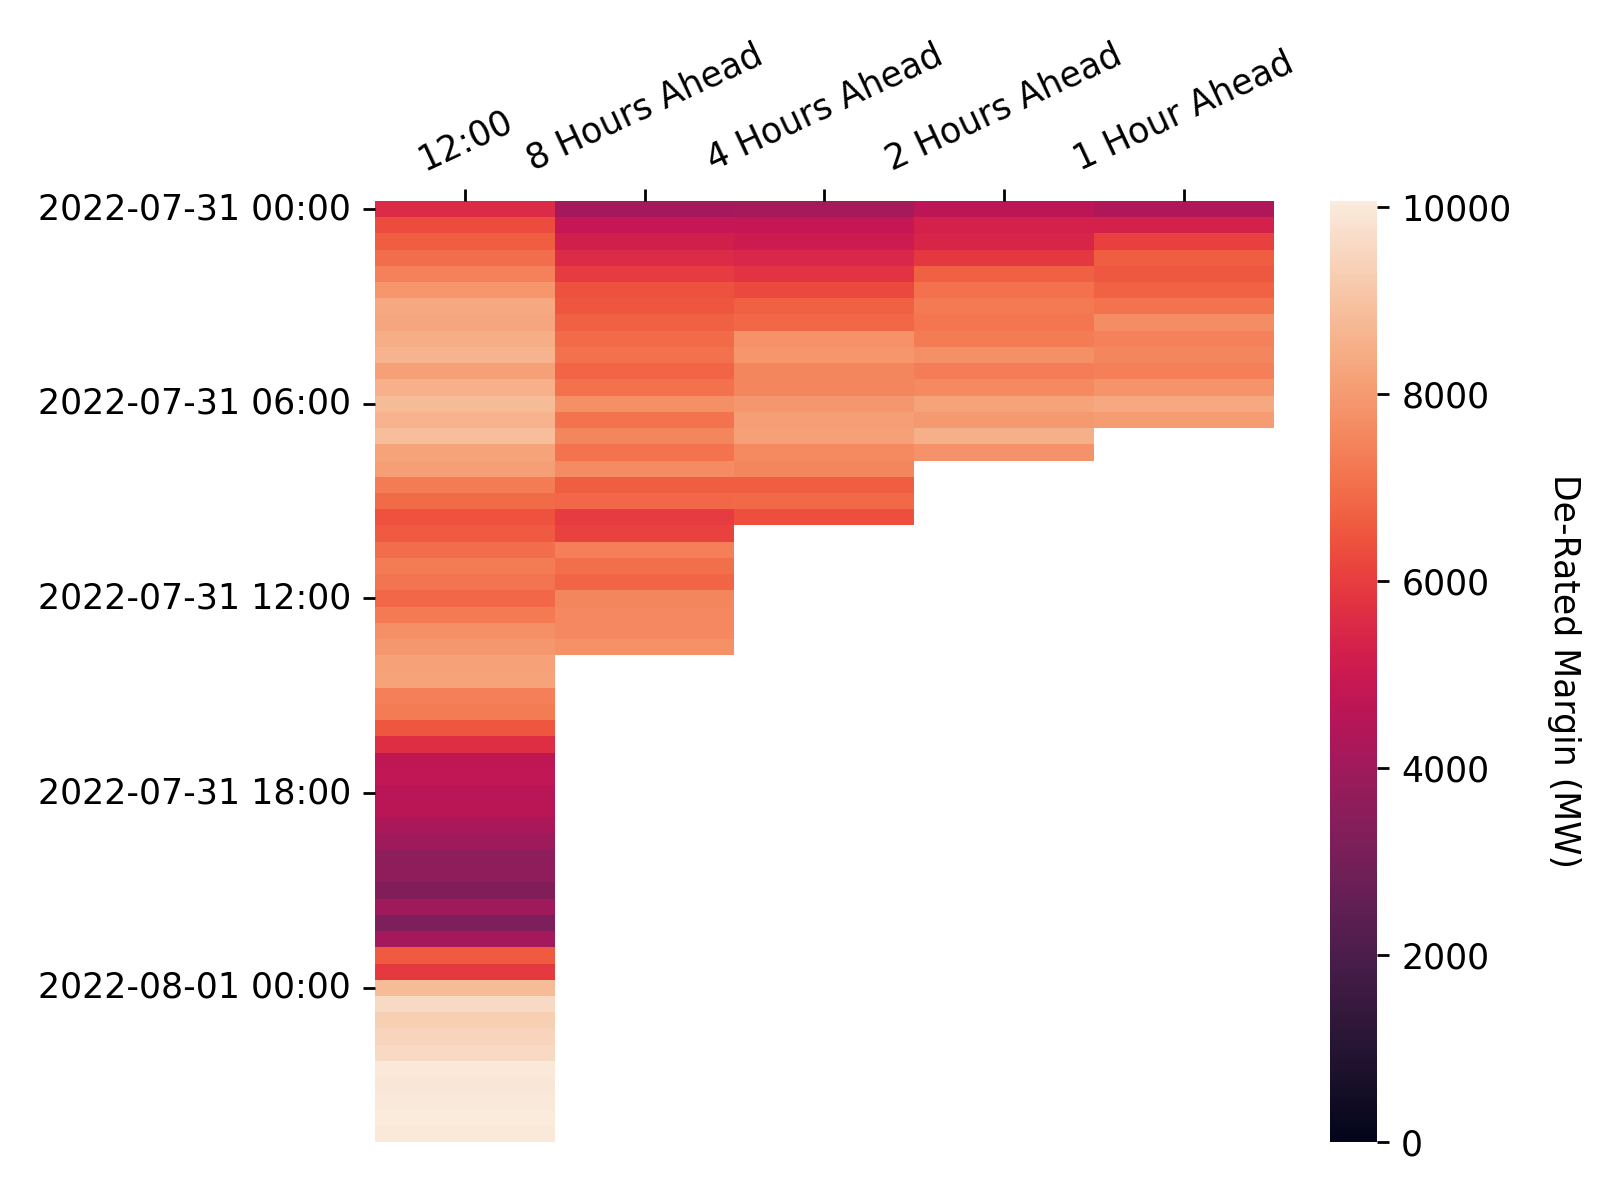 12:00
8 Hours Ahead
4 Hours Ahead
2 Hours Ahead
1 Hour Ahead
2022-07-31 00:00
2022-07-31 06:00
2022-07-31 12:00
2022-07-31 18:00
2022-08-01 00:00
10000
8000
6000
4000
2000
0
De-Rated Margin (MW)